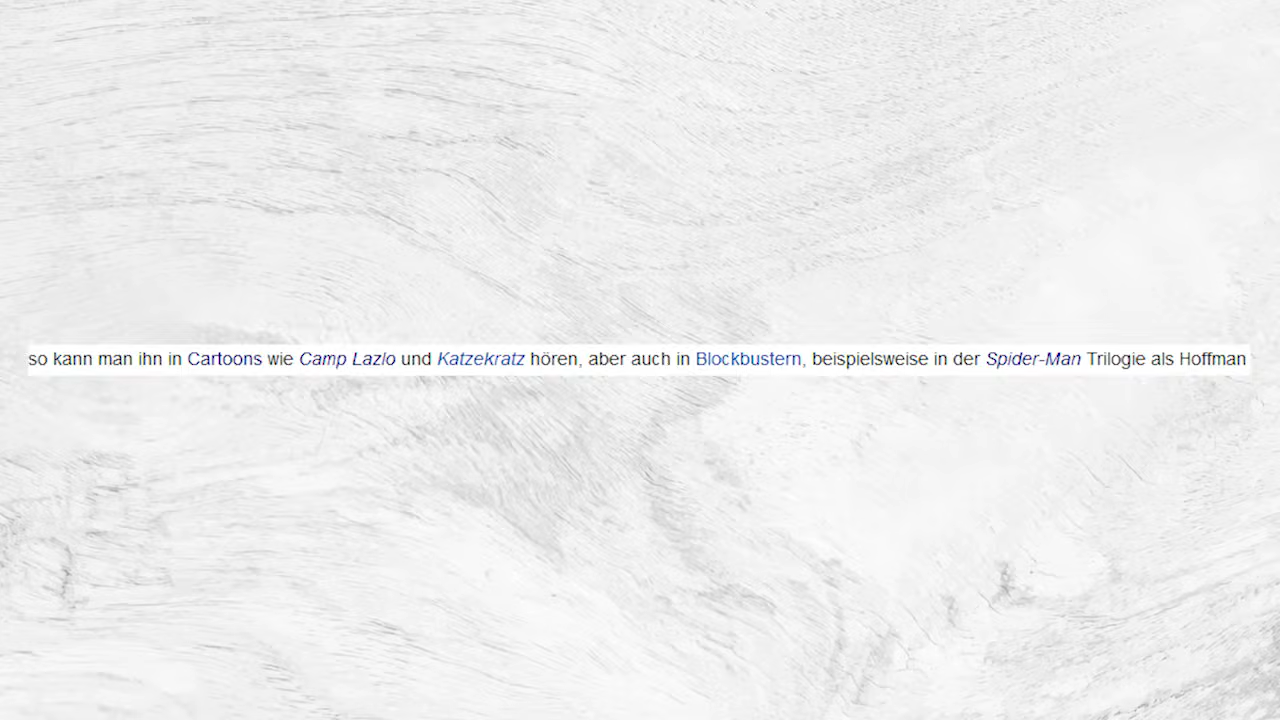 so kann man ihn in Cartoons wie Camp Lazlo und Katzekratz hören, aber auch in Blockbustern, beispielsweise in der Spider-Man Trilogie als Hoffman